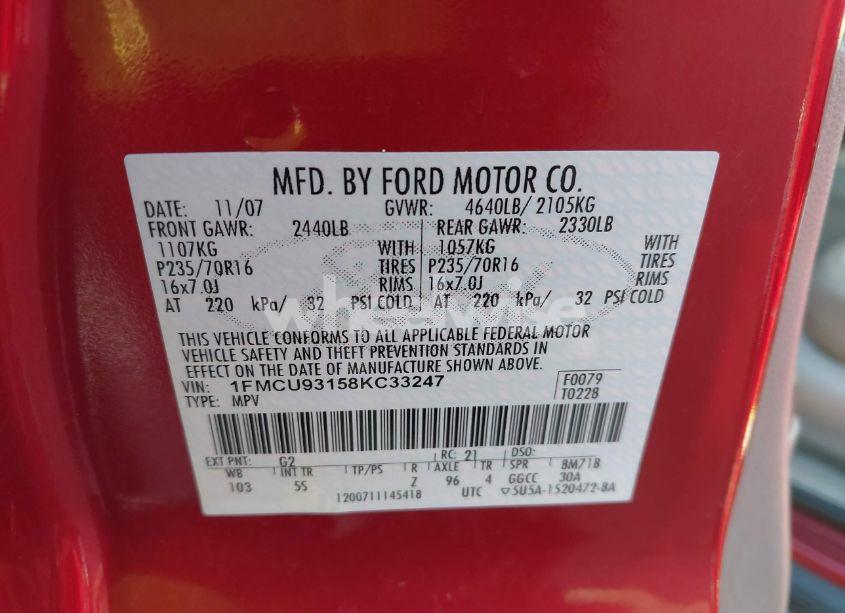 MFD. BY FORD MOTOR CO.
DATE: 11/07 GVWR: 4640LB/ 2105KG
FRONT GAWR: 2440LB REAR GAWR: 2330LB
1107KG WITH 1057KG WITH
P235/70R16 TIRES P235/70R16 TIRES
16x7.0J RIMS 16x7.0J RIMS
AT 220 kPa/ 32 PSI COLD AT 220 kPa/ 32 PSI COLD
THIS VEHICLE CONFORMS TO ALL APPLICABLE FEDERAL MOTOR
VEHICLE SAFETY AND THEFT PREVENTION STANDARDS IN
EFFECT ON THE DATE OF MANUFACTURE SHOWN ABOVE.
VIN: 1FMCU93158KC33247 F0079
TYPE: MPV T0228
EXT PNT: G2 RC: 21 DSO:
WB INT TR TP/PS R AXLE TR SPR 8M71B
103 5S Z 96 4 GGCC 30A
1200711145418 UTC ▽5U5A-1520472-BA